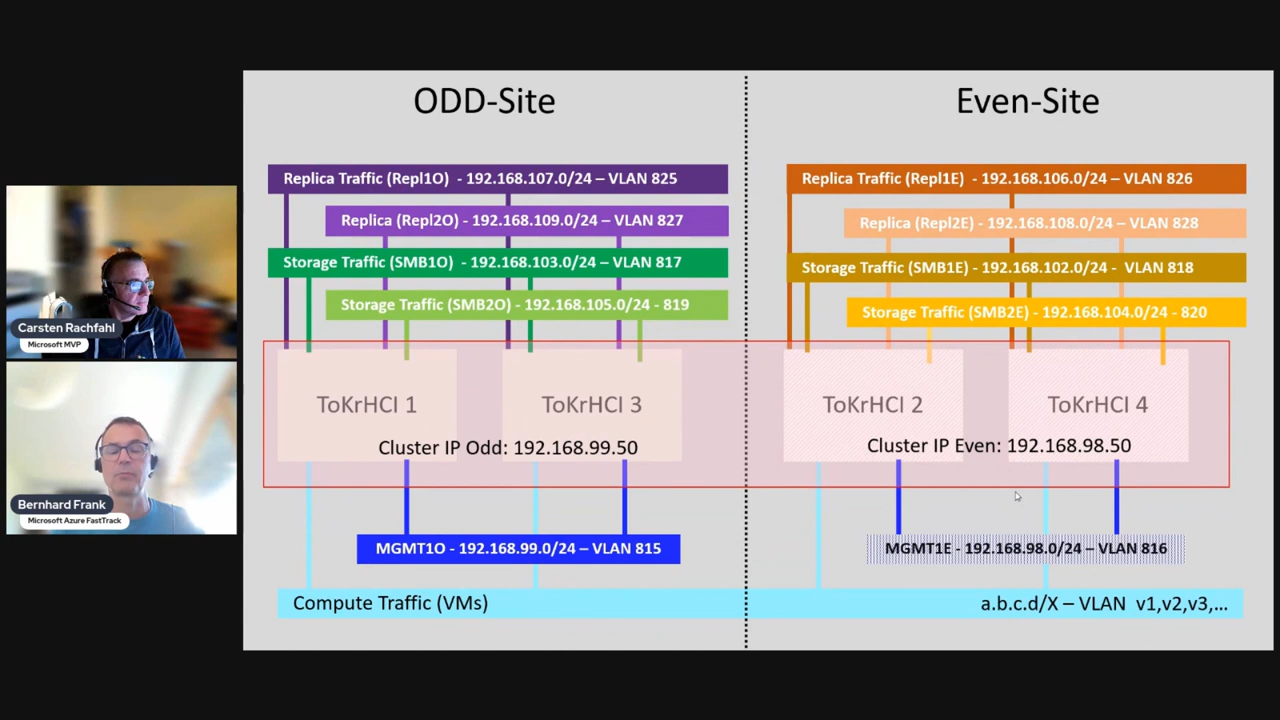 ODD-Site
Even-Site
Replica Traffic (Repl1O) - 192.168.107.0/24 – VLAN 825
Replica (Repl2O) - 192.168.109.0/24 – VLAN 827
Storage Traffic (SMB1O) - 192.168.103.0/24 – VLAN 817
Storage Traffic (SMB2O) - 192.168.105.0/24 - 819
Replica Traffic (Repl1E) - 192.168.106.0/24 – VLAN 826
Replica (Repl2E) - 192.168.108.0/24 – VLAN 828
Storage Traffic (SMB1E) - 192.168.102.0/24 - VLAN 818
Storage Traffic (SMB2E) - 192.168.104.0/24 - 820
ToKrHCI 1
ToKrHCI 3
ToKrHCI 2
ToKrHCI 4
Cluster IP Odd: 192.168.99.50
Cluster IP Even: 192.168.98.50
MGMT1O - 192.168.99.0/24 – VLAN 815
MGMT1E - 192.168.98.0/24 – VLAN 816
Compute Traffic (VMs)
a.b.c.d/X – VLAN v1,v2,v3,...
Carsten Rachfahl
Microsoft MVP
Bernhard Frank
Microsoft Azure FastTrack